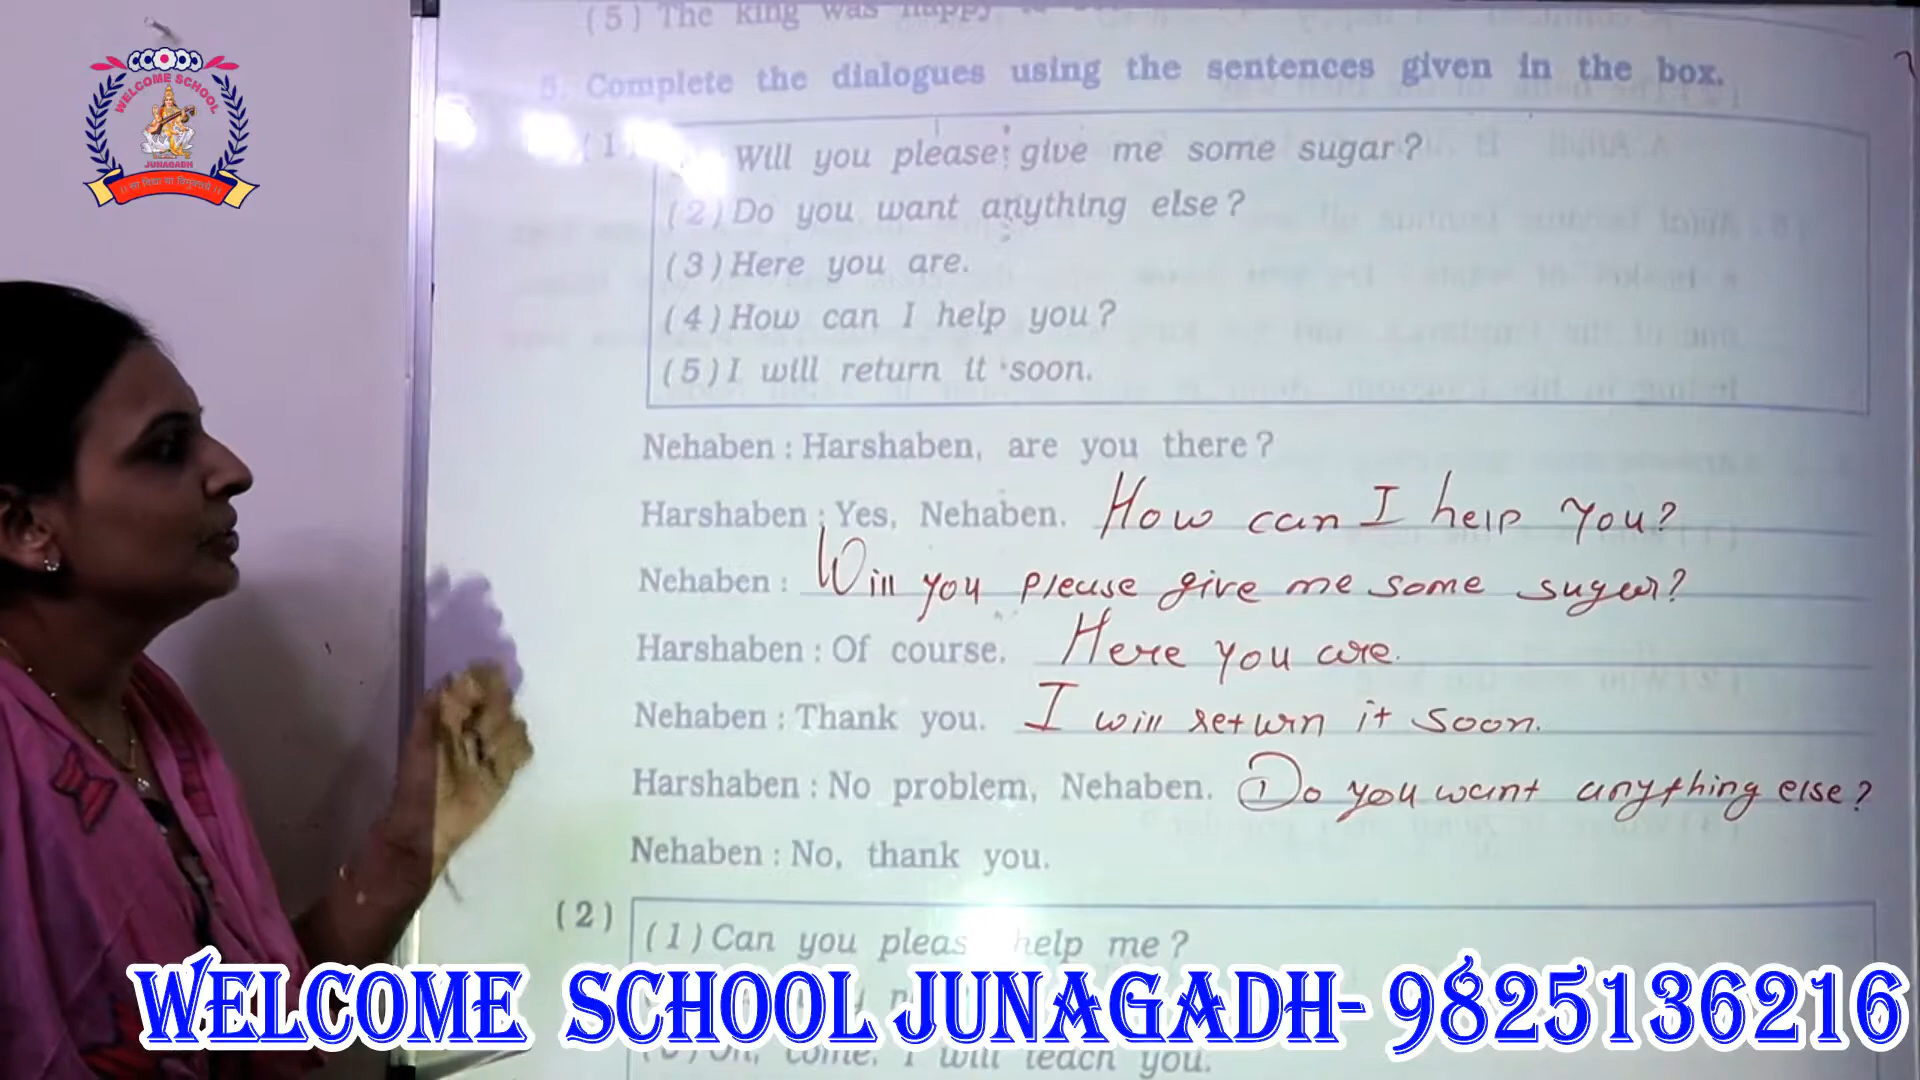 WELCOME SCHOOL
JUNAGADH
(5) The king was happy
5. Complete the dialogues using the sentences given in the box.
(1) Will you please give me some sugar?
(2) Do you want anything else?
(3) Here you are.
(4) How can I help you?
(5) I will return it soon.
Nehaben : Harshaben, are you there?
Harshaben : Yes, Nehaben. How can I help you?
Nehaben : Will you please give me some sugar?
Harshaben : Of course. Here you are.
Nehaben : Thank you. I will return it soon.
Harshaben : No problem, Nehaben. Do you want anything else?
Nehaben : No, thank you.
(2) (1) Can you pleas help me?
WELCOME SCHOOL JUNAGADH- 9825136216
come, I will teach you.